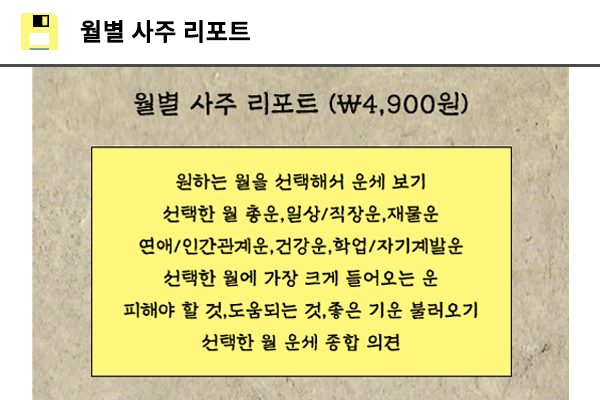 월별 사주 리포트
월별 사주 리포트 (₩4,900원)
원하는 월을 선택해서 운세 보기
선택한 월 총운,일상/직장운,재물운
연애/인간관계운,건강운,학업/자기계발운
선택한 월에 가장 크게 들어오는 운
피해야 할 것,도움되는 것,좋은 기운 불러오기
선택한 월 운세 종합 의견